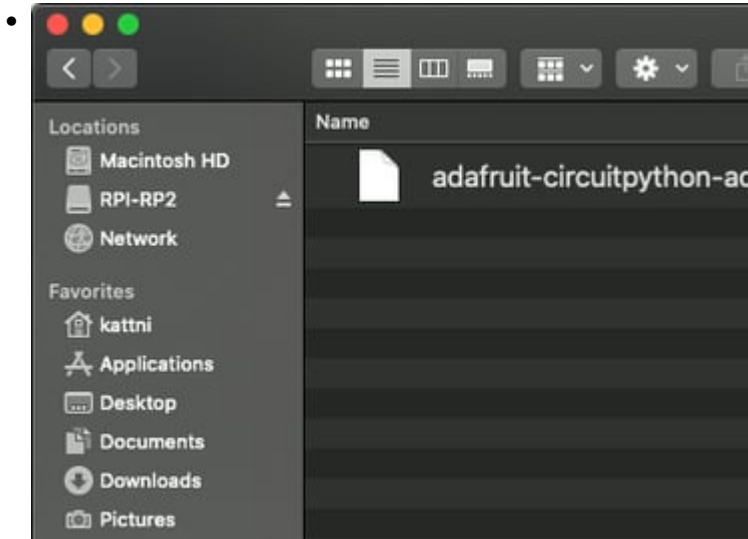 Locations
Macintosh HD
RPI-RP2
Network
Favorites
kattni
Applications
Desktop
Documents
Downloads
Pictures
Name
adafruit-circuitpython-ad